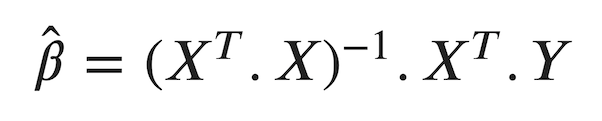 β̂ = (Xᵀ . X)⁻¹ . Xᵀ . Y